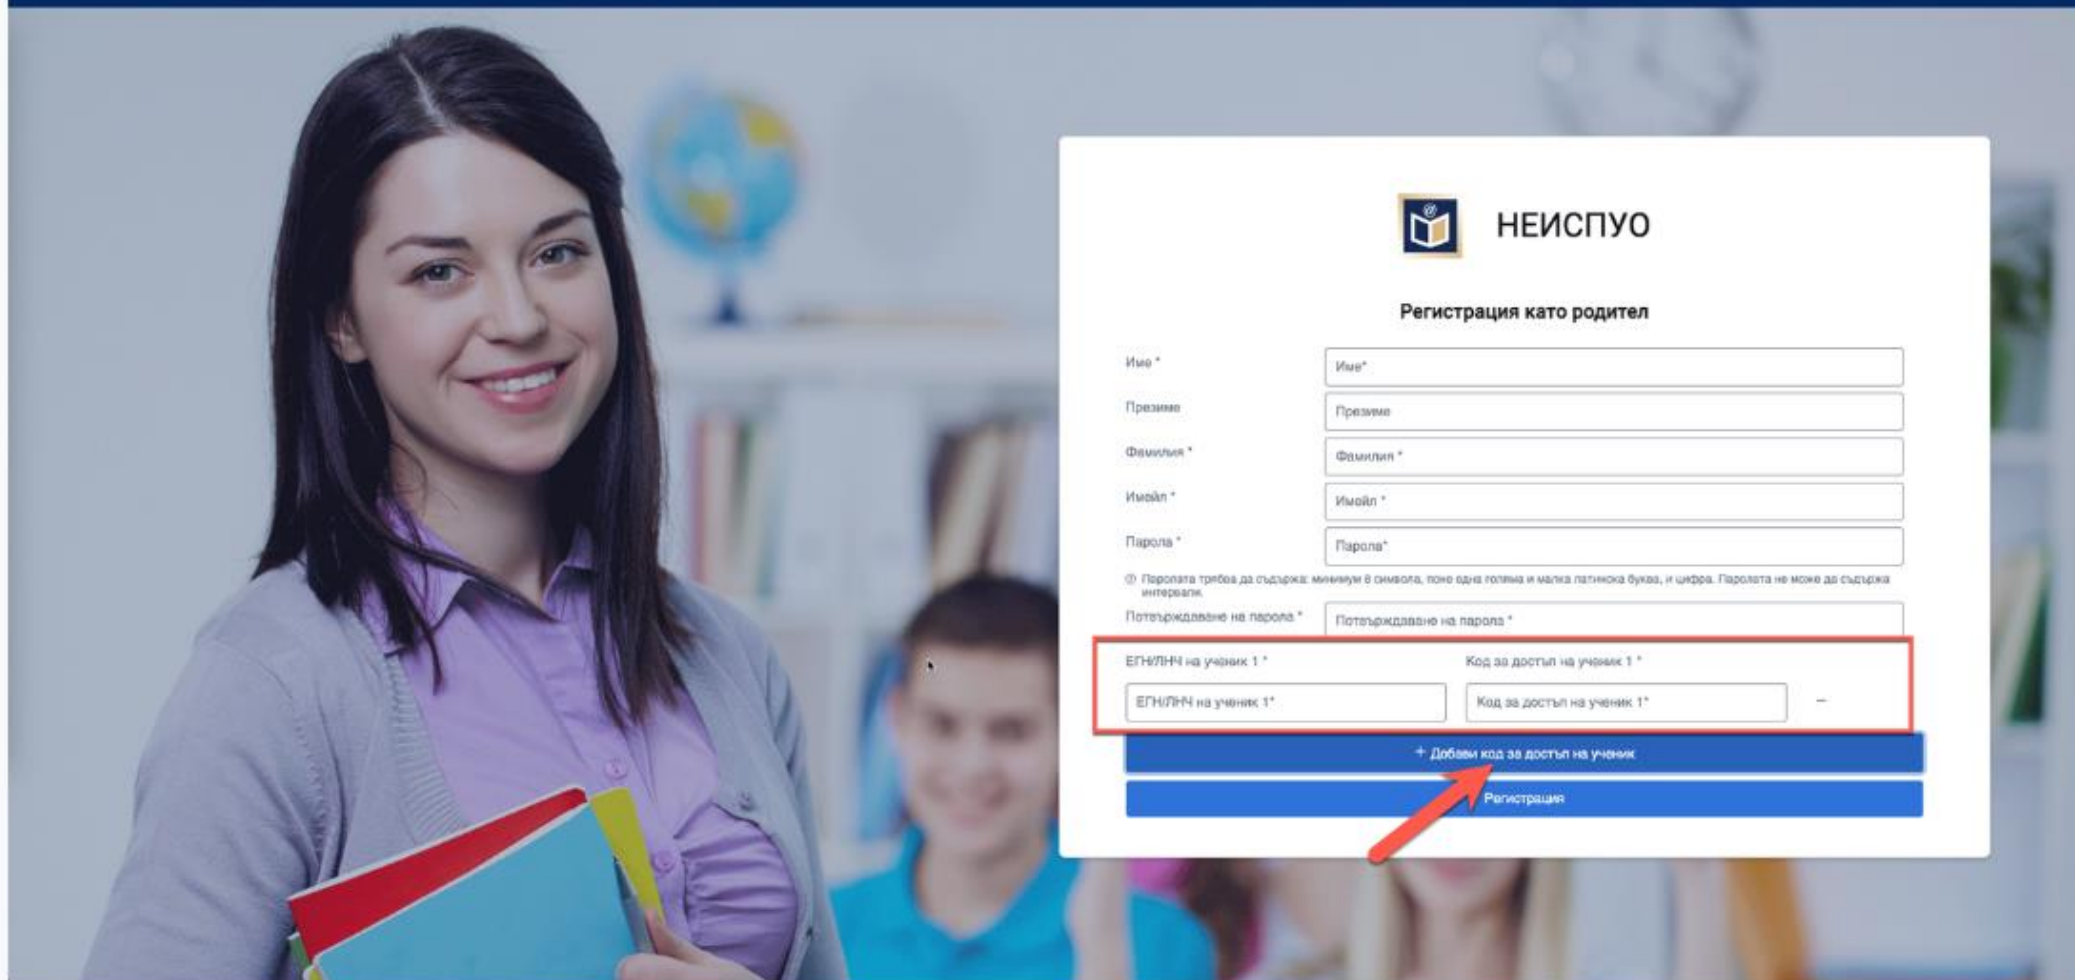 НЕИСПУО
Регистрация като родител
Име *
Име*
Презиме
Презиме
Фамилия *
Фамилия *
Имейл *
Имейл *
Парола *
Парола*
Паролата трябва да съдържа: минимум 8 символа, поне една голяма и малка латинска буква, и цифра. Паролата не може да съдържа
интервали.
Потвърждаване на парола *
Потвърждаване на парола *
ЕГН/ЛНЧ на ученик 1 *
Код за достъп на ученик 1 *
ЕГН/ЛНЧ на ученик 1*
Код за достъп на ученик 1*
+ Добави код за достъп на ученик
Регистрация